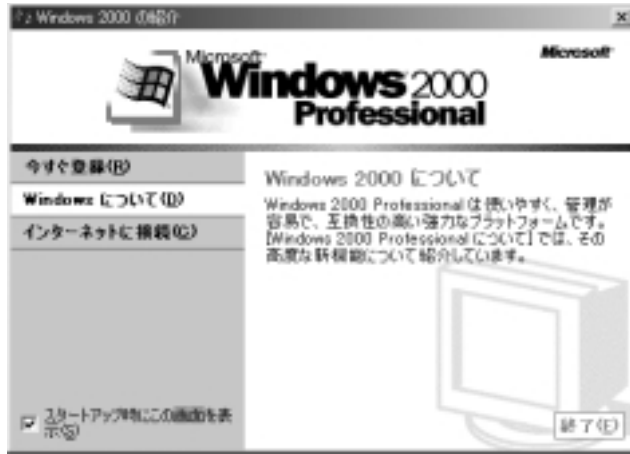 Windows 2000 の紹介
Microsoft
Microsoft
Windows 2000
Professional
今すぐ登録(R)
Windows について(D)
インターネットに接続(C)
Windows 2000 について
Windows 2000 Professional は使いやすく、管理が
容易で、互換性の高い強力なプラットフォームです。
[Windows 2000 Professional について] では、その
高度な新機能について紹介しています。
スタートアップ時にこの画面を表
示(S)
終了(E)